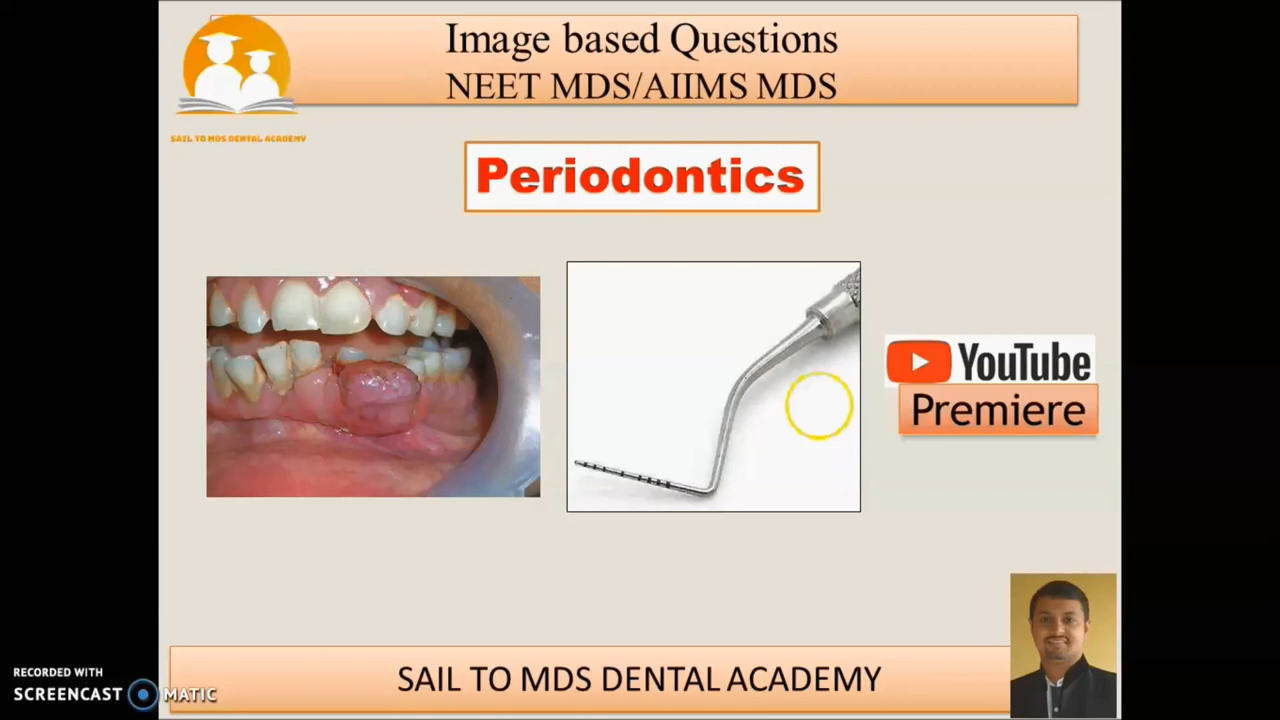 Image based Questions
NEET MDS/AIIMS MDS
SAIL TO MDS DENTAL ACADEMY
Periodontics
YouTube
Premiere
SAIL TO MDS DENTAL ACADEMY
RECORDED WITH
SCREENCAST MATIC